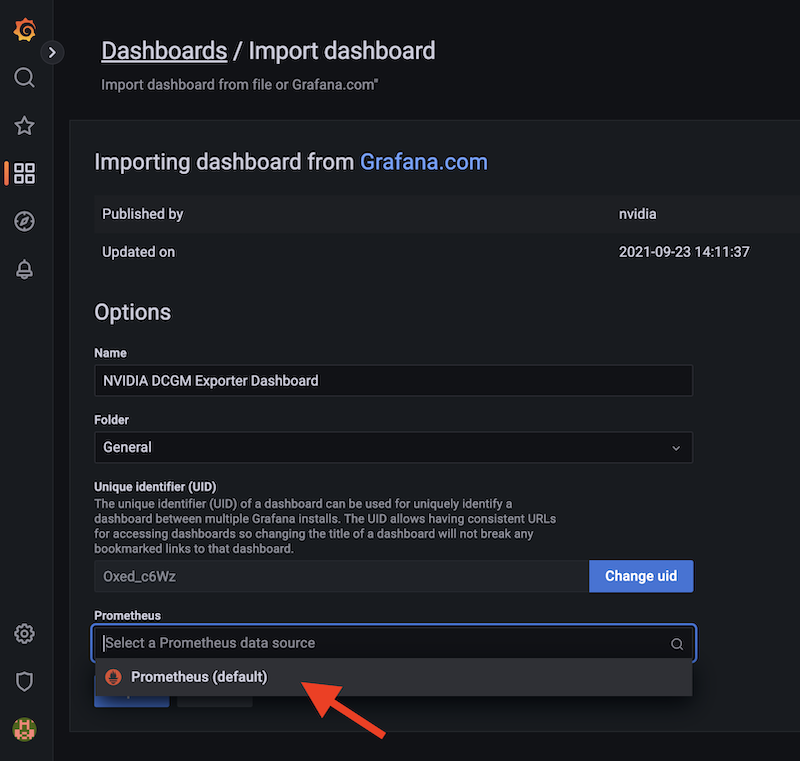 Dashboards / Import dashboard
Import dashboard from file or Grafana.com"
Importing dashboard from Grafana.com
Published by nvidia
Updated on 2021-09-23 14:11:37
Options
Name
NVIDIA DCGM Exporter Dashboard
Folder
General
Unique identifier (UID)
The unique identifier (UID) of a dashboard can be used for uniquely identify a
dashboard between multiple Grafana installs. The UID allows having consistent URLs
for accessing dashboards so changing the title of a dashboard will not break any
bookmarked links to that dashboard.
Oxed_c6Wz Change uid
Prometheus
Select a Prometheus data source
Prometheus (default)